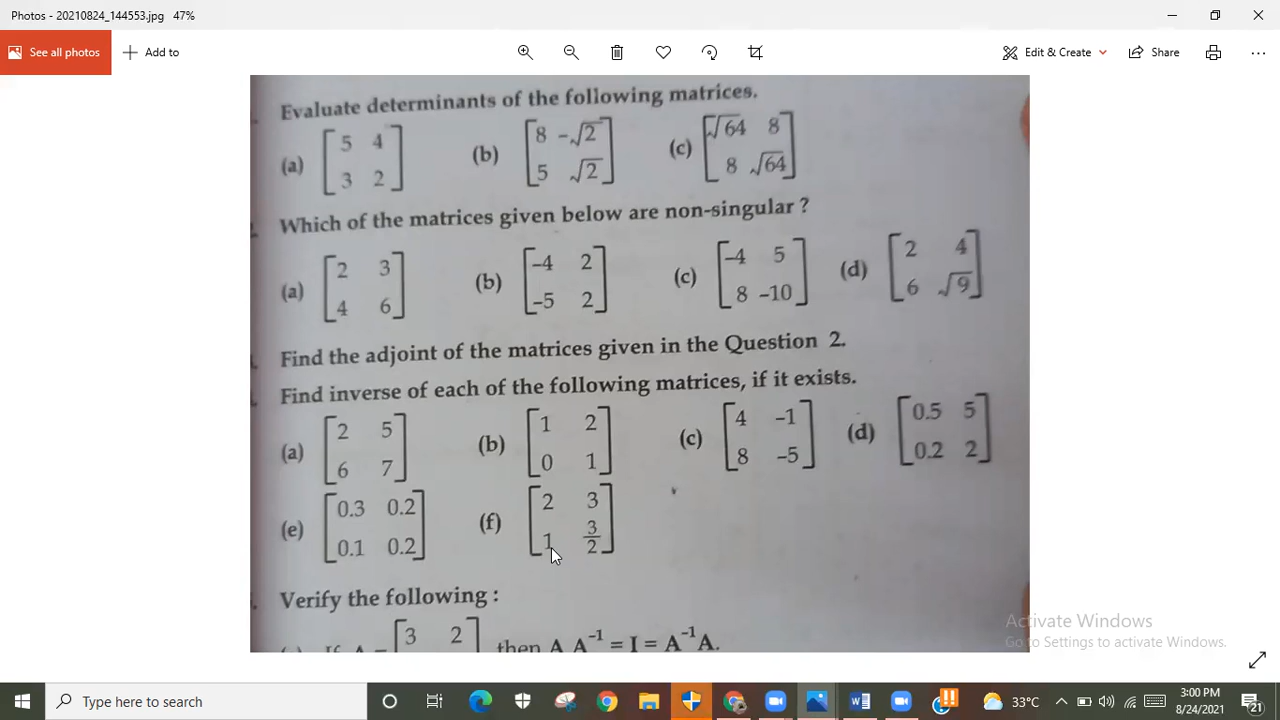 Photos - 20210824_144553.jpg 47%
See all photos + Add to Edit & Create Share
Evaluate determinants of the following matrices.
(a) [5 4 (b) [8 -√2 (c) [√64 8
3 2] 5 √2] 8 √64]
Which of the matrices given below are non-singular ?
(a) [2 3 (b) [-4 2 (c) [-4 5 (d) [2 4
4 6] -5 2] 8 -10] 6 √9]
Find the adjoint of the matrices given in the Question 2.
Find inverse of each of the following matrices, if it exists.
(a) [2 5 (b) [1 2 (c) [4 -1 (d) [0.5 5
6 7] 0 1] 8 -5] 0.2 2]
(e) [0.3 0.2 (f) [2 3
0.1 0.2] 1 3/2]
Verify the following :
If A = [3 2] then A A⁻¹ = I = A⁻¹A.
Activate Windows
Go to Settings to activate Windows.
Type here to search
33°C
3:00 PM
8/24/2021
21